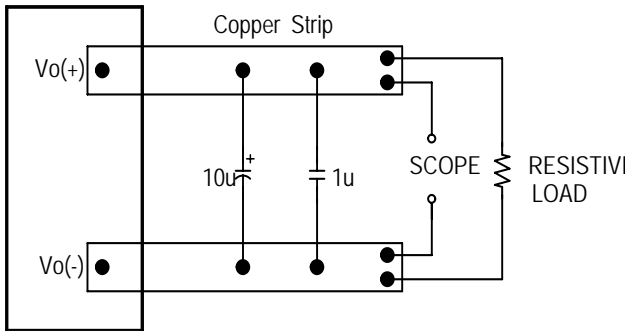 Copper Strip
Vo(+)
+
10u
1u
SCOPE
RESISTIVE
LOAD
Vo(-)